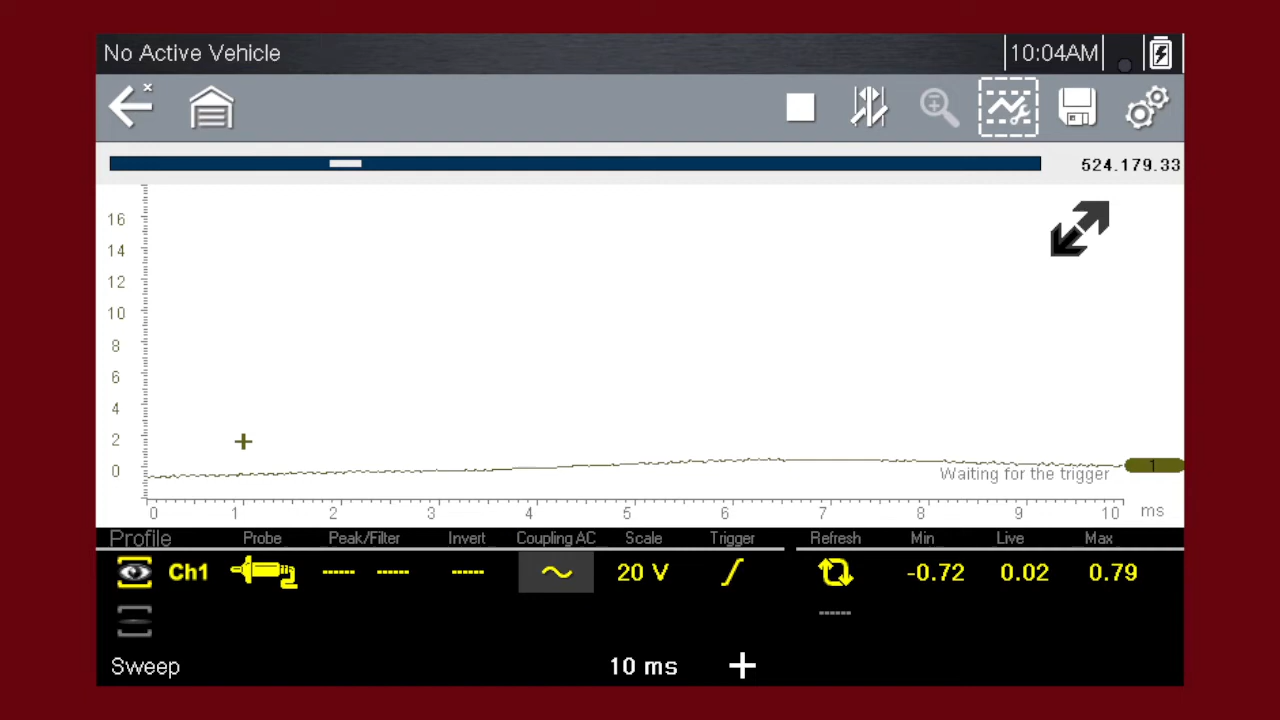 No Active Vehicle
10:04AM
524.179.33
16
14
12
10
8
6
4
2
0
1
Waiting for the trigger
0 1 2 3 4 5 6 7 8 9 10 ms
Profile Probe Peak/Filter Invert Coupling AC Scale Trigger Refresh Min Live Max
Ch1 ----- ----- ----- 20 V -0.72 0.02 0.79
-----
Sweep 10 ms